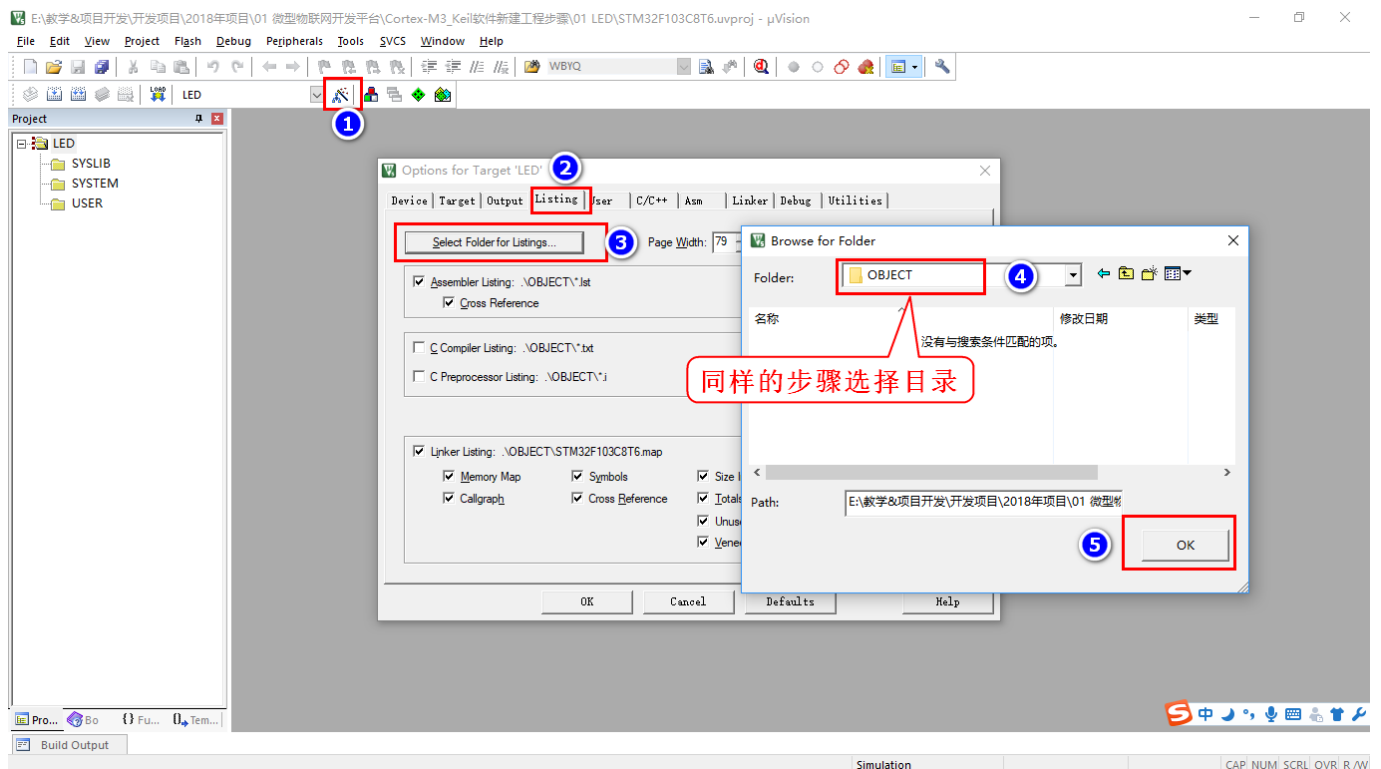 E:\教学&项目开发\开发项目\2018年项目\01 微型物联网开发平台\Cortex-M3_Keil软件新建工程步骤\01 LED\STM32F103C8T6.uvproj - µVision
File Edit View Project Flash Debug Peripherals Tools SVCS Window Help
WBYQ
LOAD LED
1
Project
LED
SYSLIB
SYSTEM
USER
Options for Target 'LED'
2
Device Target Output Listing User C/C++ Asm Linker Debug Utilities
Select Folder for Listings...
3
Page Width: 79
Assembler Listing: .\OBJECT\*.lst
Cross Reference
C Compiler Listing: .\OBJECT\*.txt
C Preprocessor Listing: .\OBJECT\*.i
Linker Listing: .\OBJECT\STM32F103C8T6.map
Memory Map Symbols Size I
Callgraph Cross Reference Totals
Unus
Vene
OK Cancel Defaults Help
Browse for Folder
Folder: OBJECT
4
名称 修改日期 类型
没有与搜索条件匹配的项。
同样的步骤选择目录
Path: E:\教学&项目开发\开发项目\2018年项目\01 微型物
5
OK
Pro... Bo Fu... Tem...
中
Build Output
Simulation CAP NUM SCRL OVR R/W